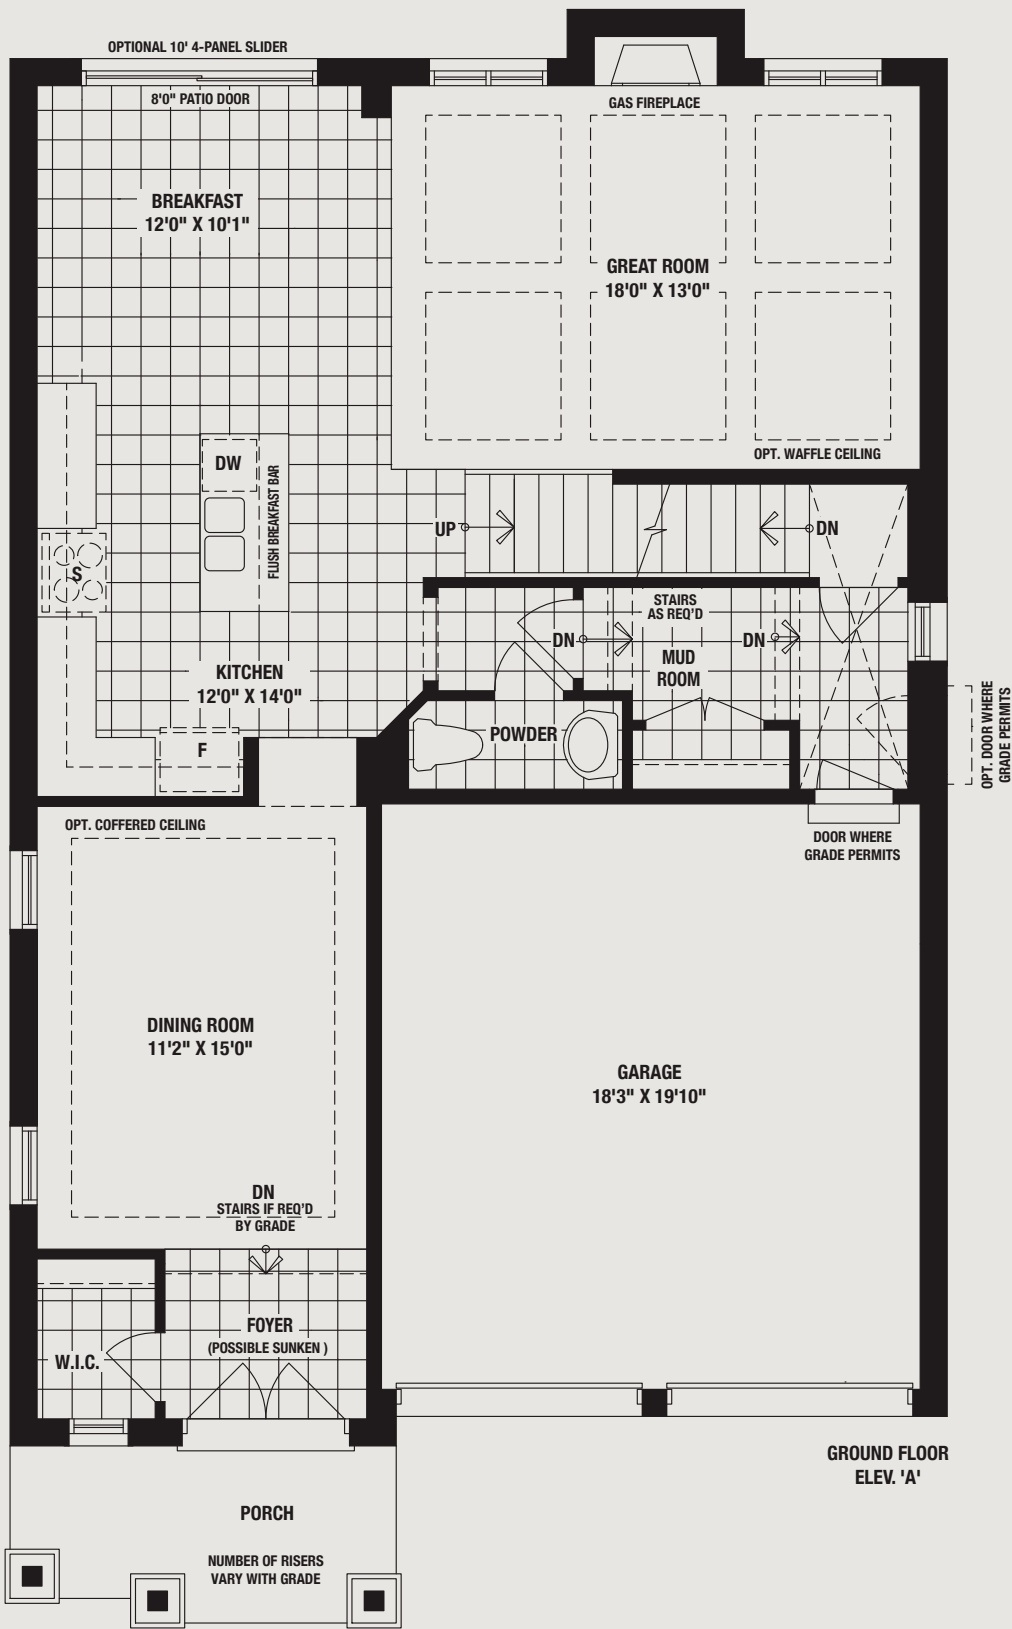 OPTIONAL 10' 4-PANEL SLIDER
8'0" PATIO DOOR
GAS FIREPLACE
BREAKFAST
12'0" X 10'1"
GREAT ROOM
18'0" X 13'0"
OPT. WAFFLE CEILING
DW
FLUSH BREAKFAST BAR
UP
DN
S
STAIRS
AS REQ'D
DN
DN
MUD
ROOM
KITCHEN
12'0" X 14'0"
F
POWDER
OPT. DOOR WHERE
GRADE PERMITS
OPT. COFFERED CEILING
DOOR WHERE
GRADE PERMITS
DINING ROOM
11'2" X 15'0"
GARAGE
18'3" X 19'10"
DN
STAIRS IF REQ'D
BY GRADE
FOYER
(POSSIBLE SUNKEN )
W.I.C.
GROUND FLOOR
ELEV. 'A'
PORCH
NUMBER OF RISERS
VARY WITH GRADE